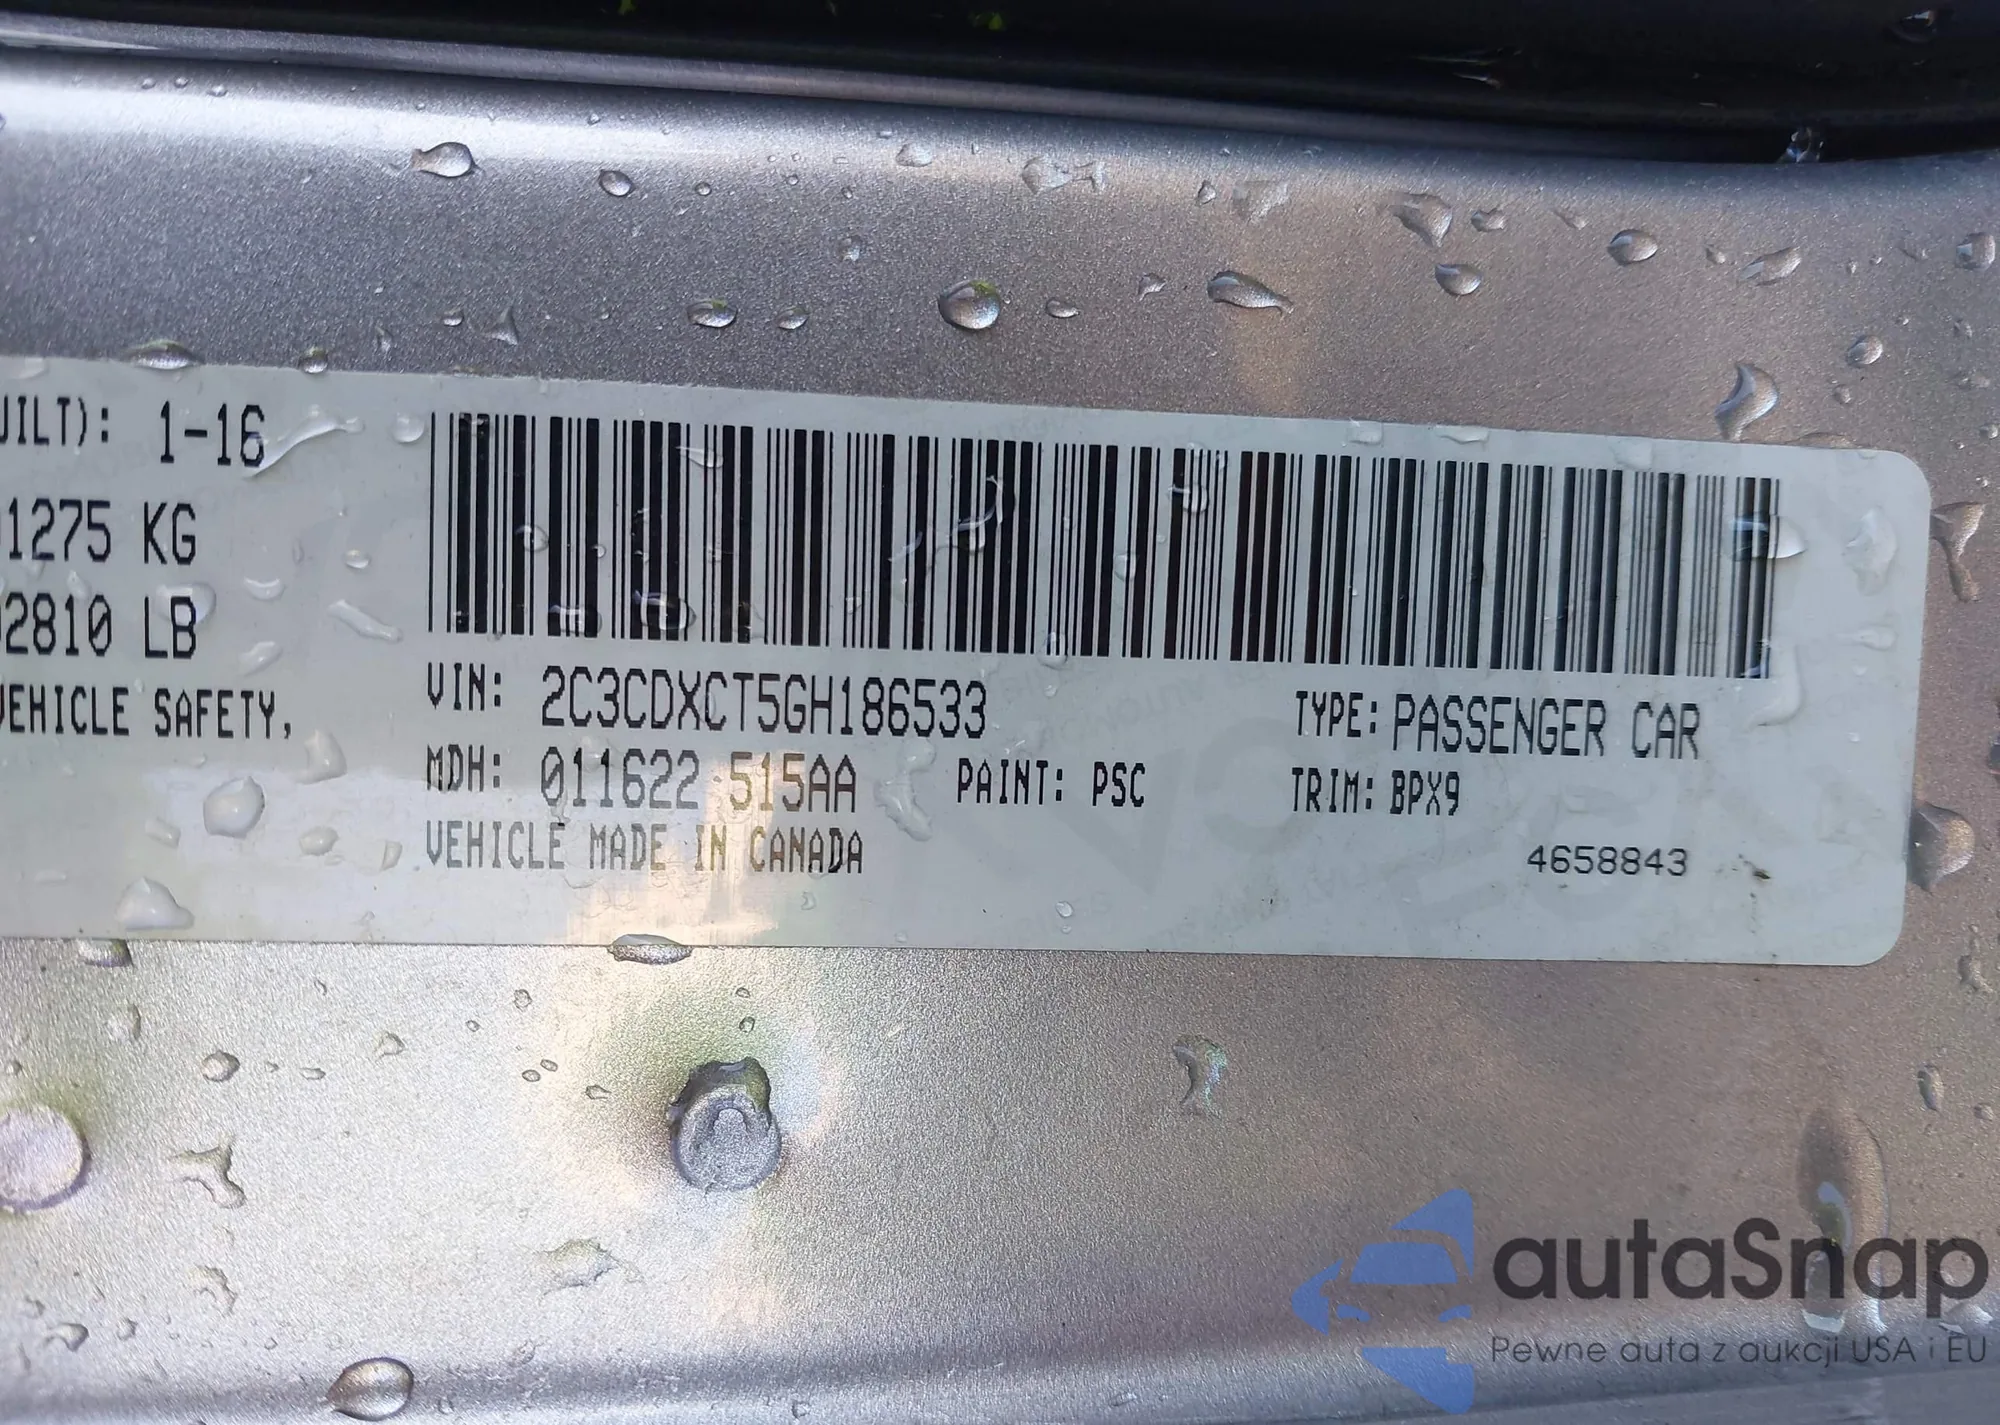 UILT): 1-16
1275 KG
2810 LB
VEHICLE SAFETY,
VIN: 2C3CDXCT5GH186533
TYPE: PASSENGER CAR
MDH: 011622 515AA
PAINT: PSC
TRIM: BPX9
VEHICLE MADE IN CANADA
4658843
autaSnap
Pewne auta z aukcji USA i EU